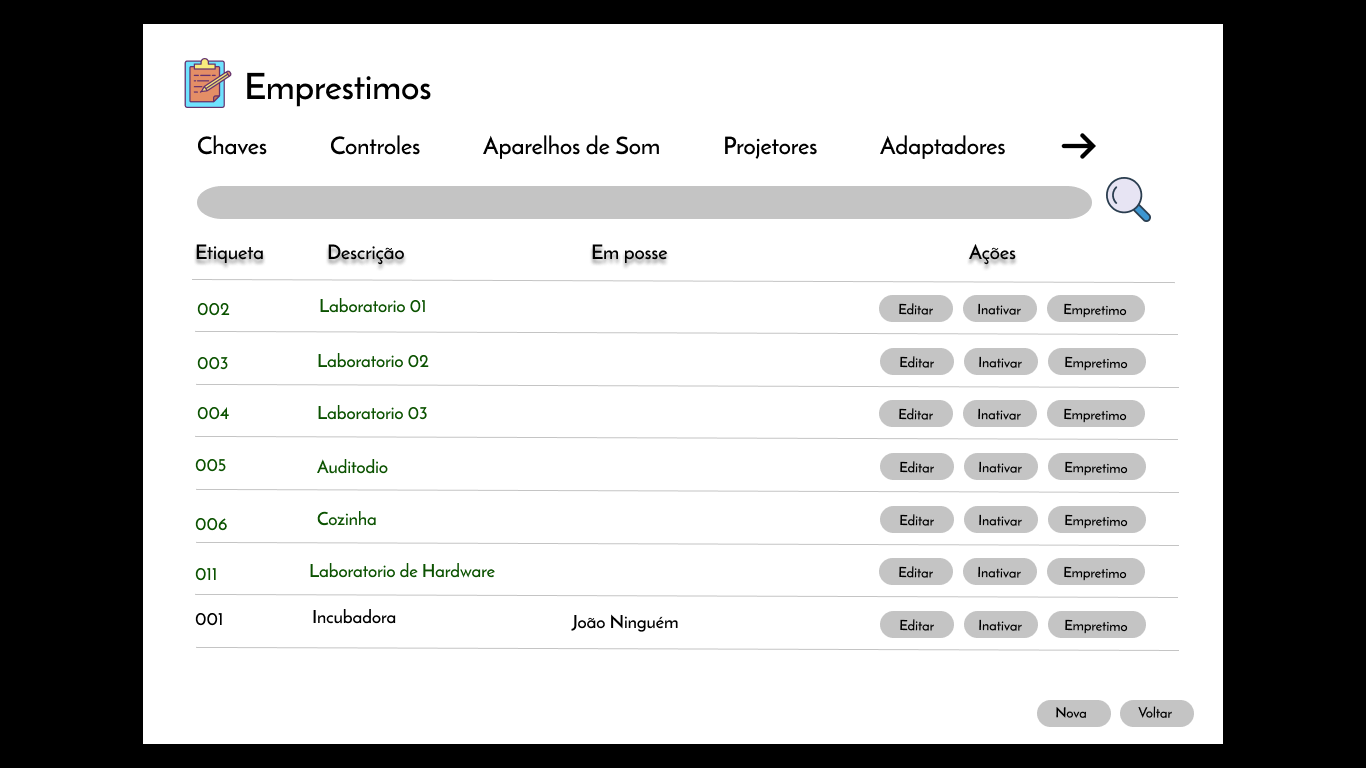 Emprestimos
Chaves Controles Aparelhos de Som Projetores Adaptadores
Etiqueta Descrição Em posse Ações
002 Laboratorio 01 Editar Inativar Empretimo
003 Laboratorio 02 Editar Inativar Empretimo
004 Laboratorio 03 Editar Inativar Empretimo
005 Auditodio Editar Inativar Empretimo
006 Cozinha Editar Inativar Empretimo
011 Laboratorio de Hardware Editar Inativar Empretimo
001 Incubadora João Ninguém Editar Inativar Empretimo
Nova Voltar